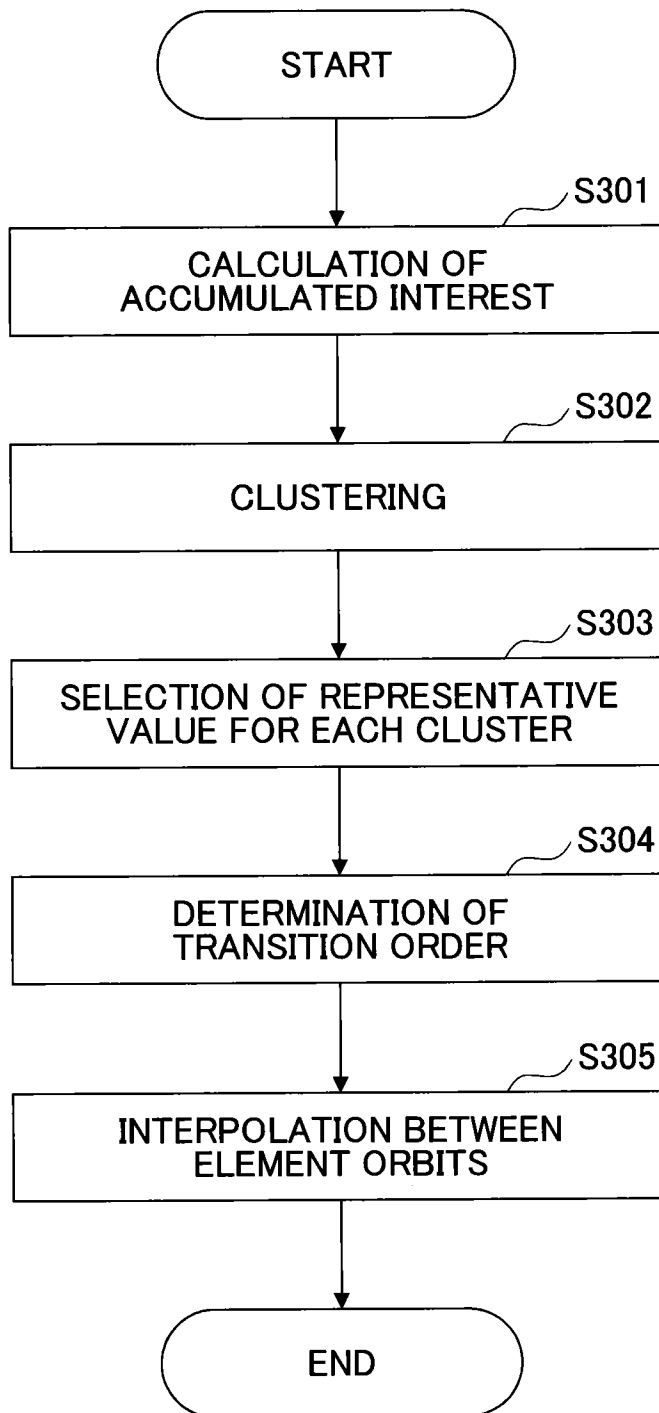 START
S301
CALCULATION OF
ACCUMULATED INTEREST
S302
CLUSTERING
S303
SELECTION OF REPRESENTATIVE
VALUE FOR EACH CLUSTER
S304
DETERMINATION OF
TRANSITION ORDER
S305
INTERPOLATION BETWEEN
ELEMENT ORBITS
END